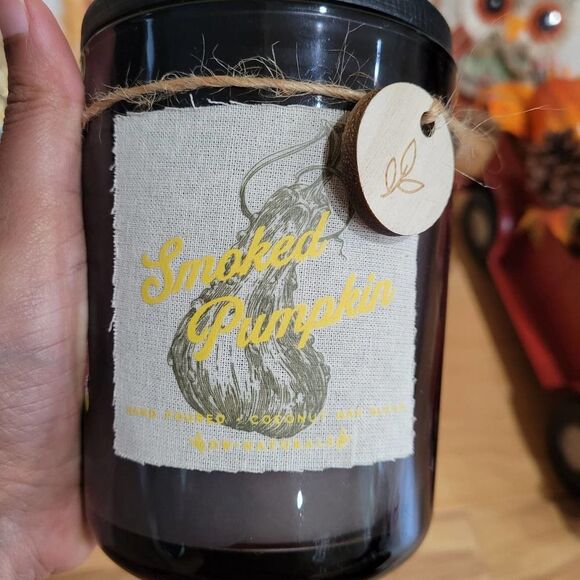 Smoked
Pumpkin
HAND POURED / COCONUT WAX BLEND